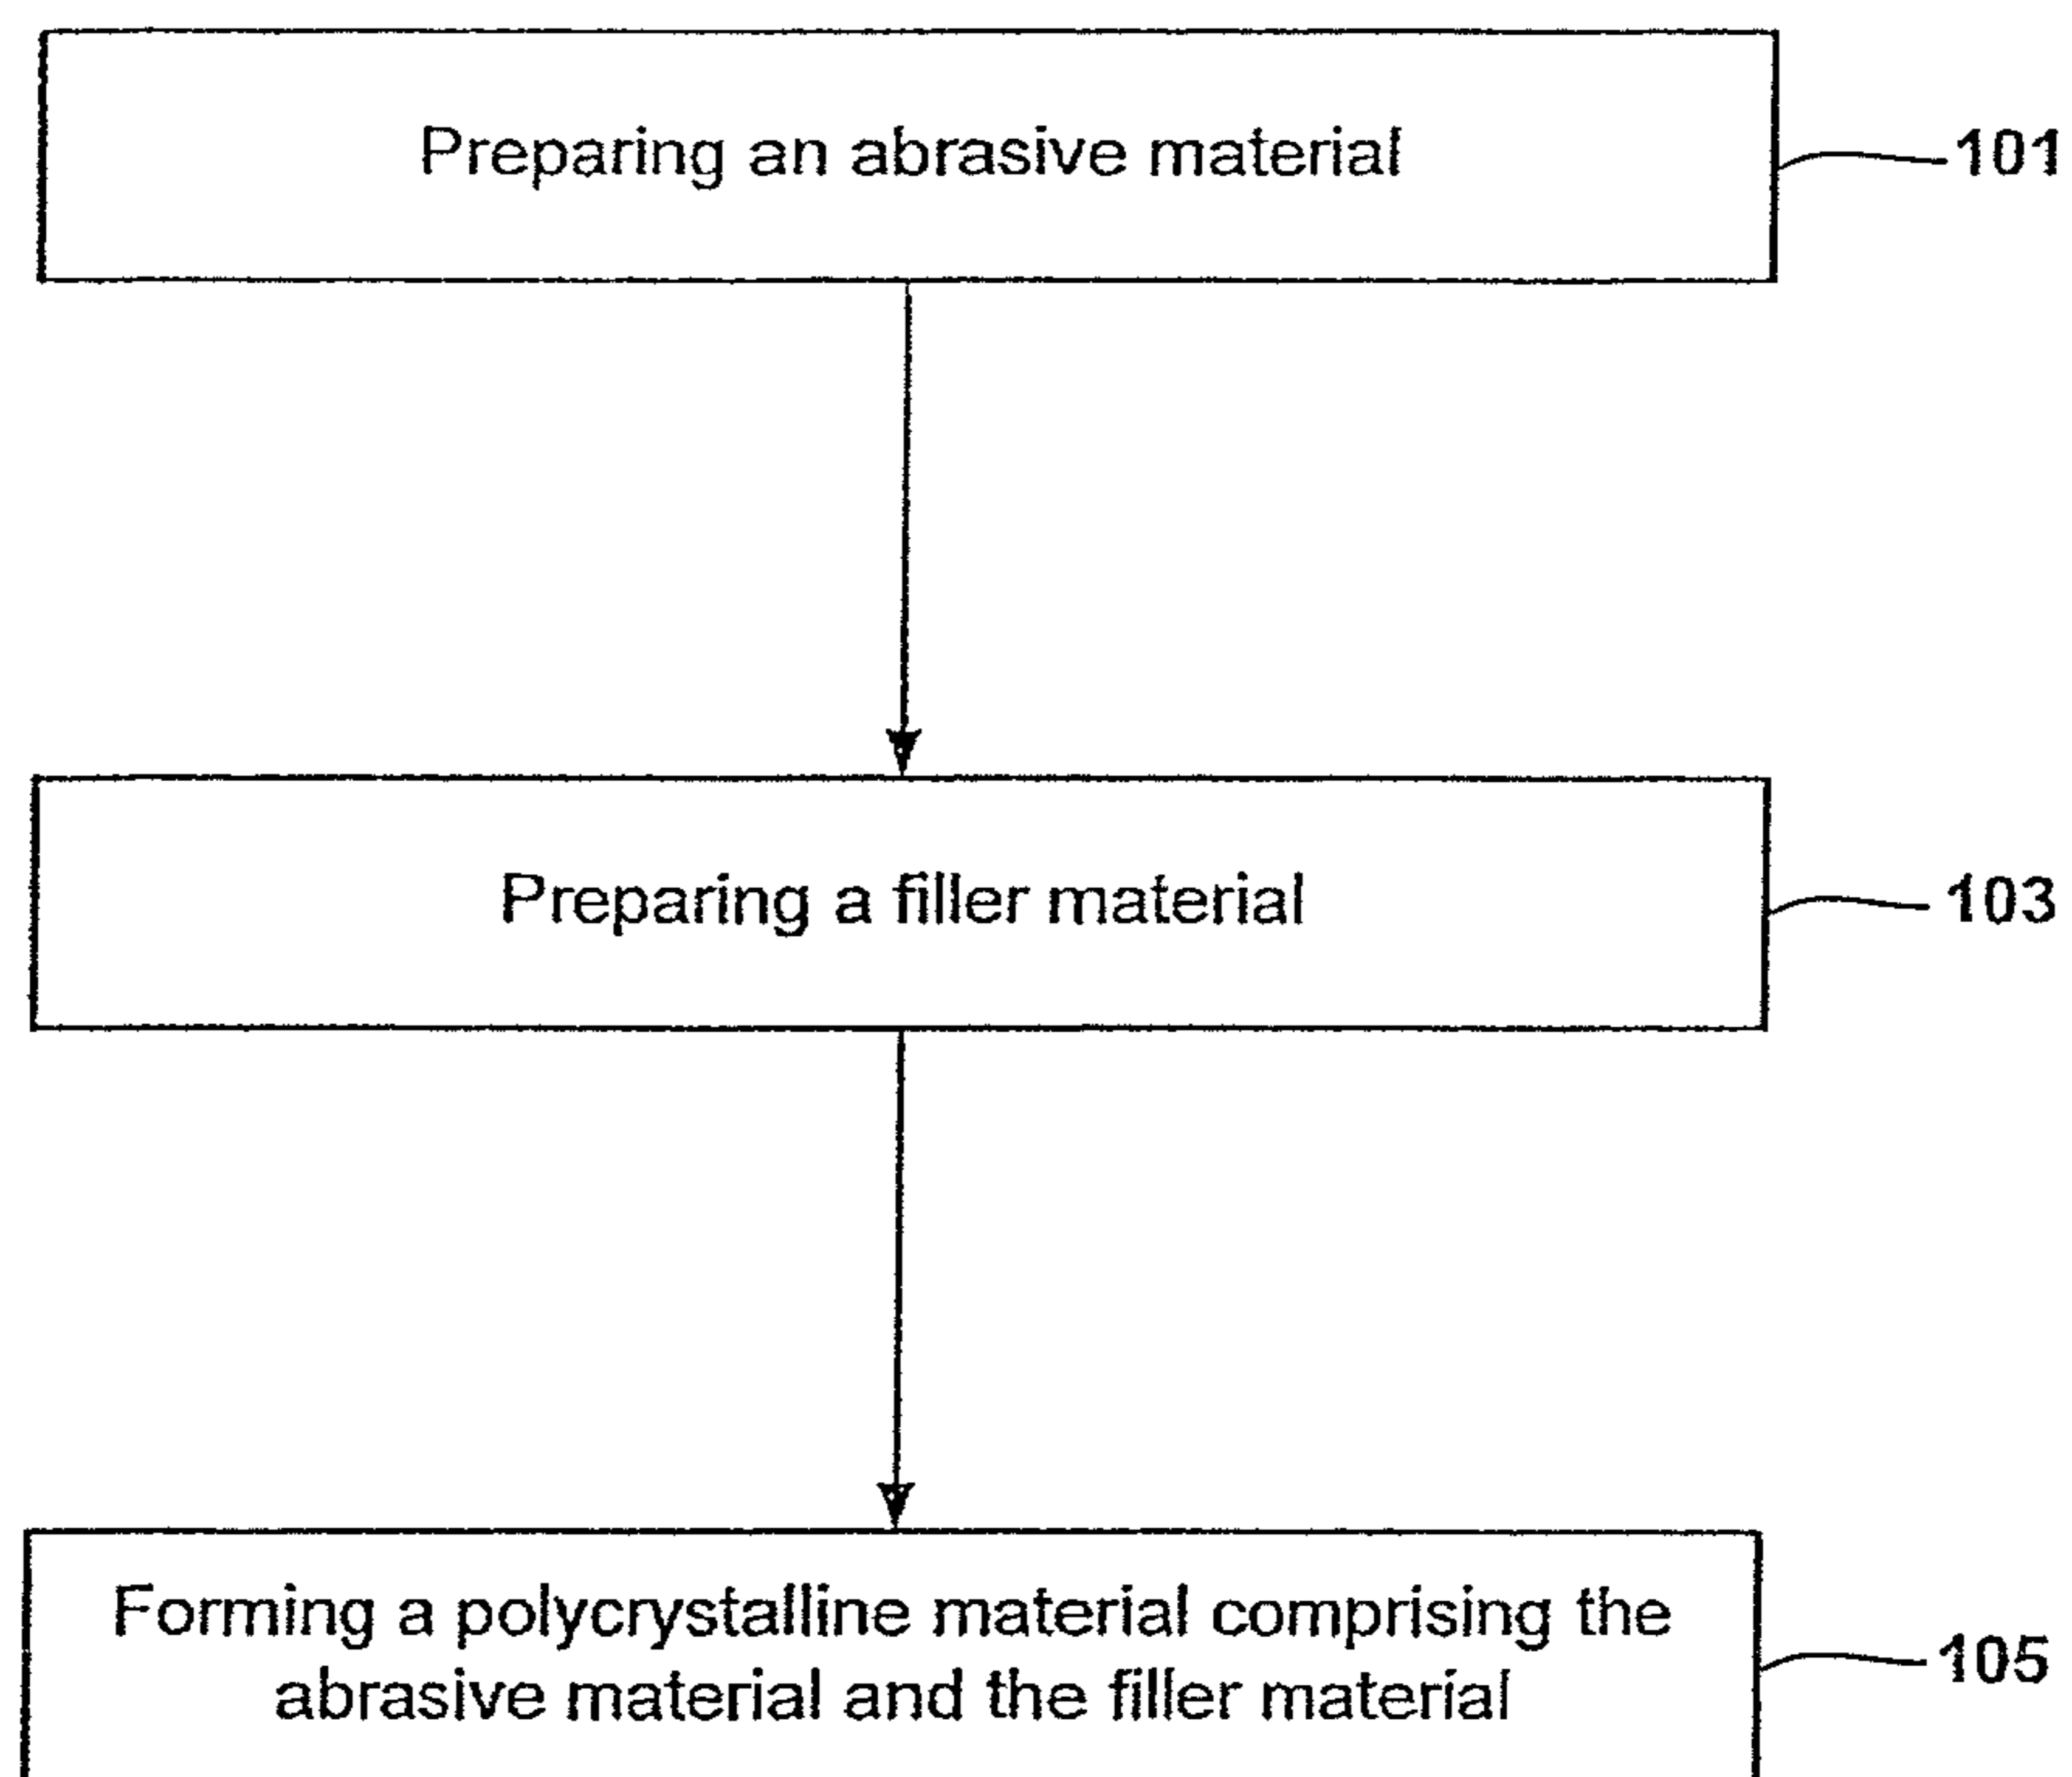 Preparing an abrasive material
101
Preparing a filler material
103
Forming a polycrystalline material comprising the
abrasive material and the filler material
105